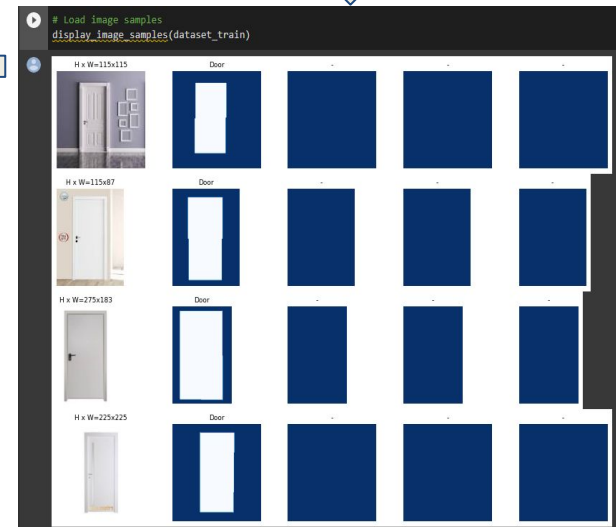 # Load image samples
display_image_samples(dataset_train)
H x W=115x115 Door - - -
H x W=115x87 Door - - -
H x W=275x183 Door - - -
H x W=225x225 Door - - -